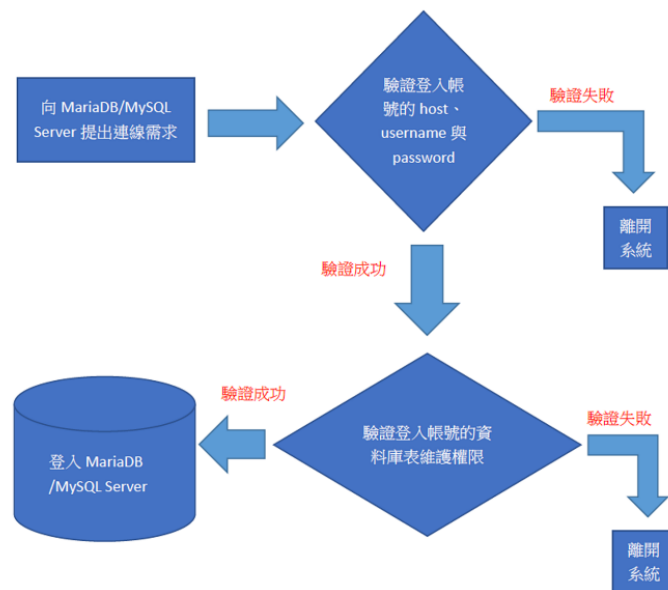 向 MariaDB/MySQL
Server 提出連線需求
驗證登入帳
號的 host、
username 與
password
驗證失敗
離開
系統
驗證成功
驗證登入帳號的資
料庫表維護權限
驗證成功
登入 MariaDB
/MySQL Server
驗證失敗
離開
系統